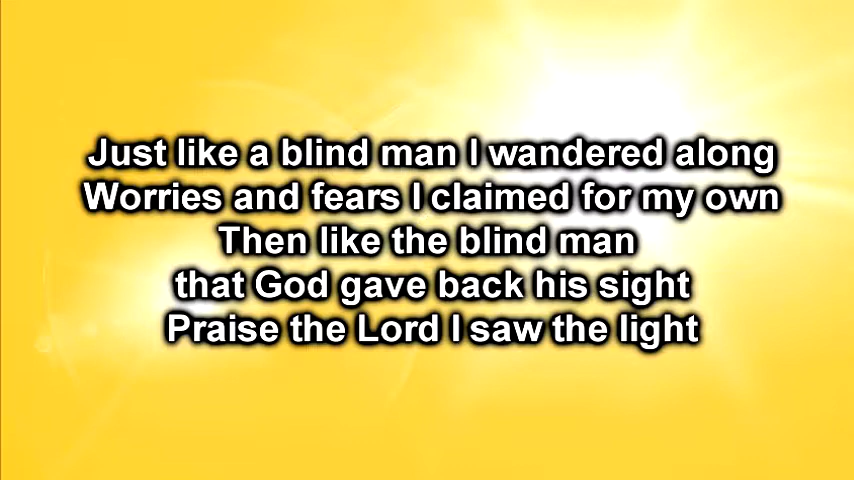 Just like a blind man I wandered along
Worries and fears I claimed for my own
Then like the blind man
that God gave back his sight
Praise the Lord I saw the light